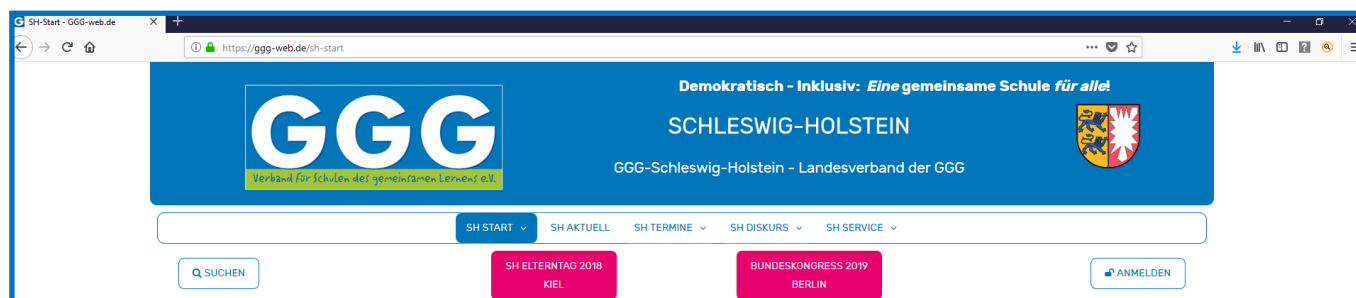 SH-Start - GGG-web.de
https://ggg-web.de/sh-start
Demokratisch - Inklusiv: Eine gemeinsame Schule für alle!
GGG
Verband für Schulen des gemeinsamen Lernens e.V.
SCHLESWIG-HOLSTEIN
GGG-Schleswig-Holstein - Landesverband der GGG
SH START
SH AKTUELL
SH TERMINE
SH DISKURS
SH SERVICE
SUCHEN
SH ELTERNTAG 2018
KIEL
BUNDESKONGRESS 2019
BERLIN
ANMELDEN